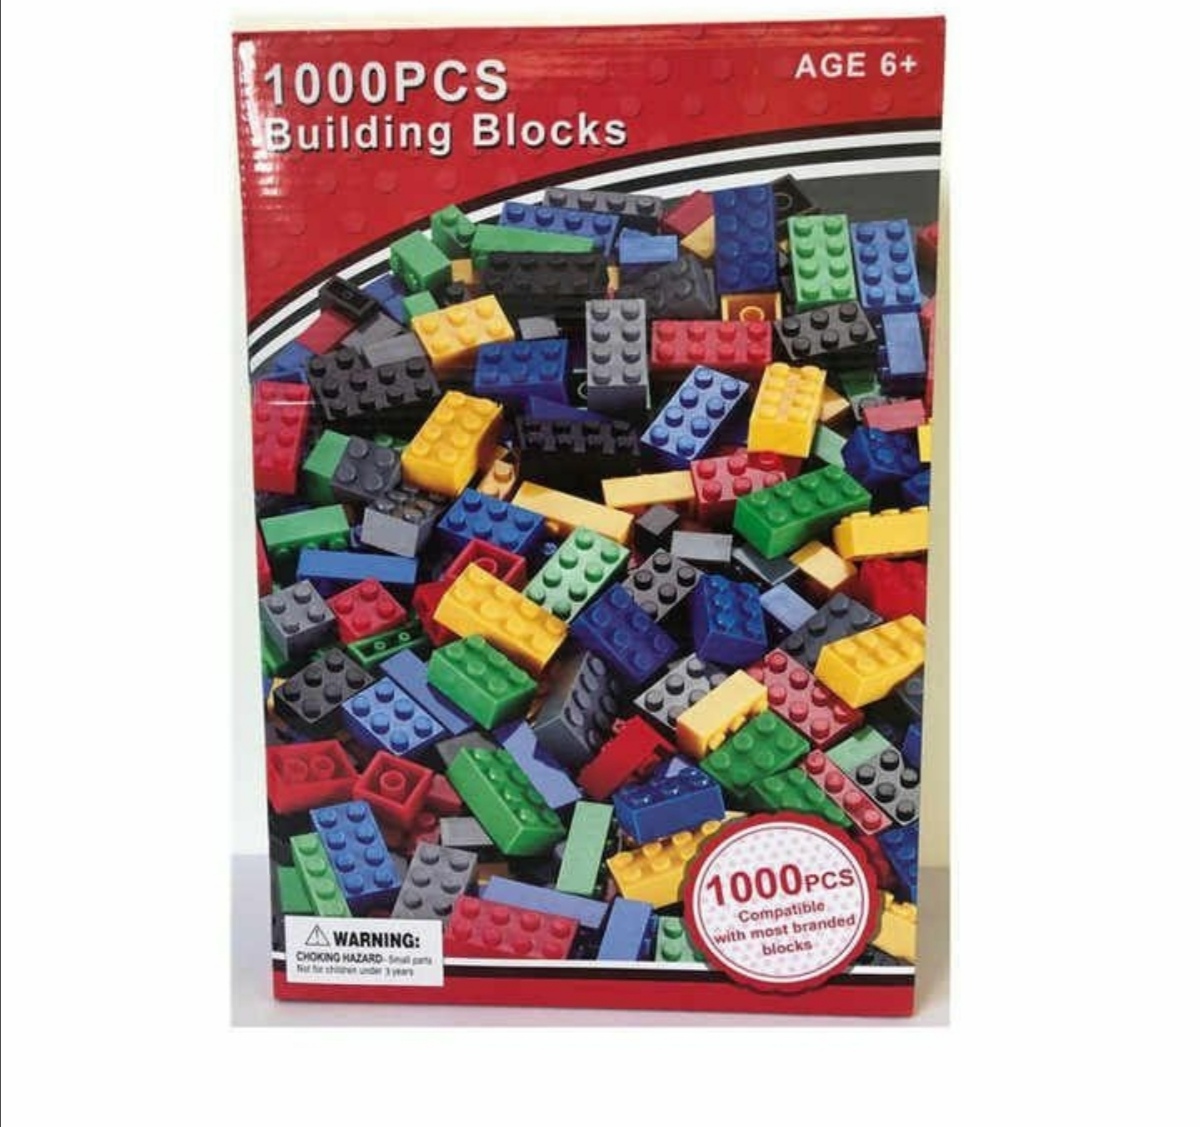 1000PCS
Building Blocks
AGE 6+
1000PCS
Compatible
with most branded
blocks
WARNING:
CHOKING HAZARD- Small parts
Not for children under 3 years